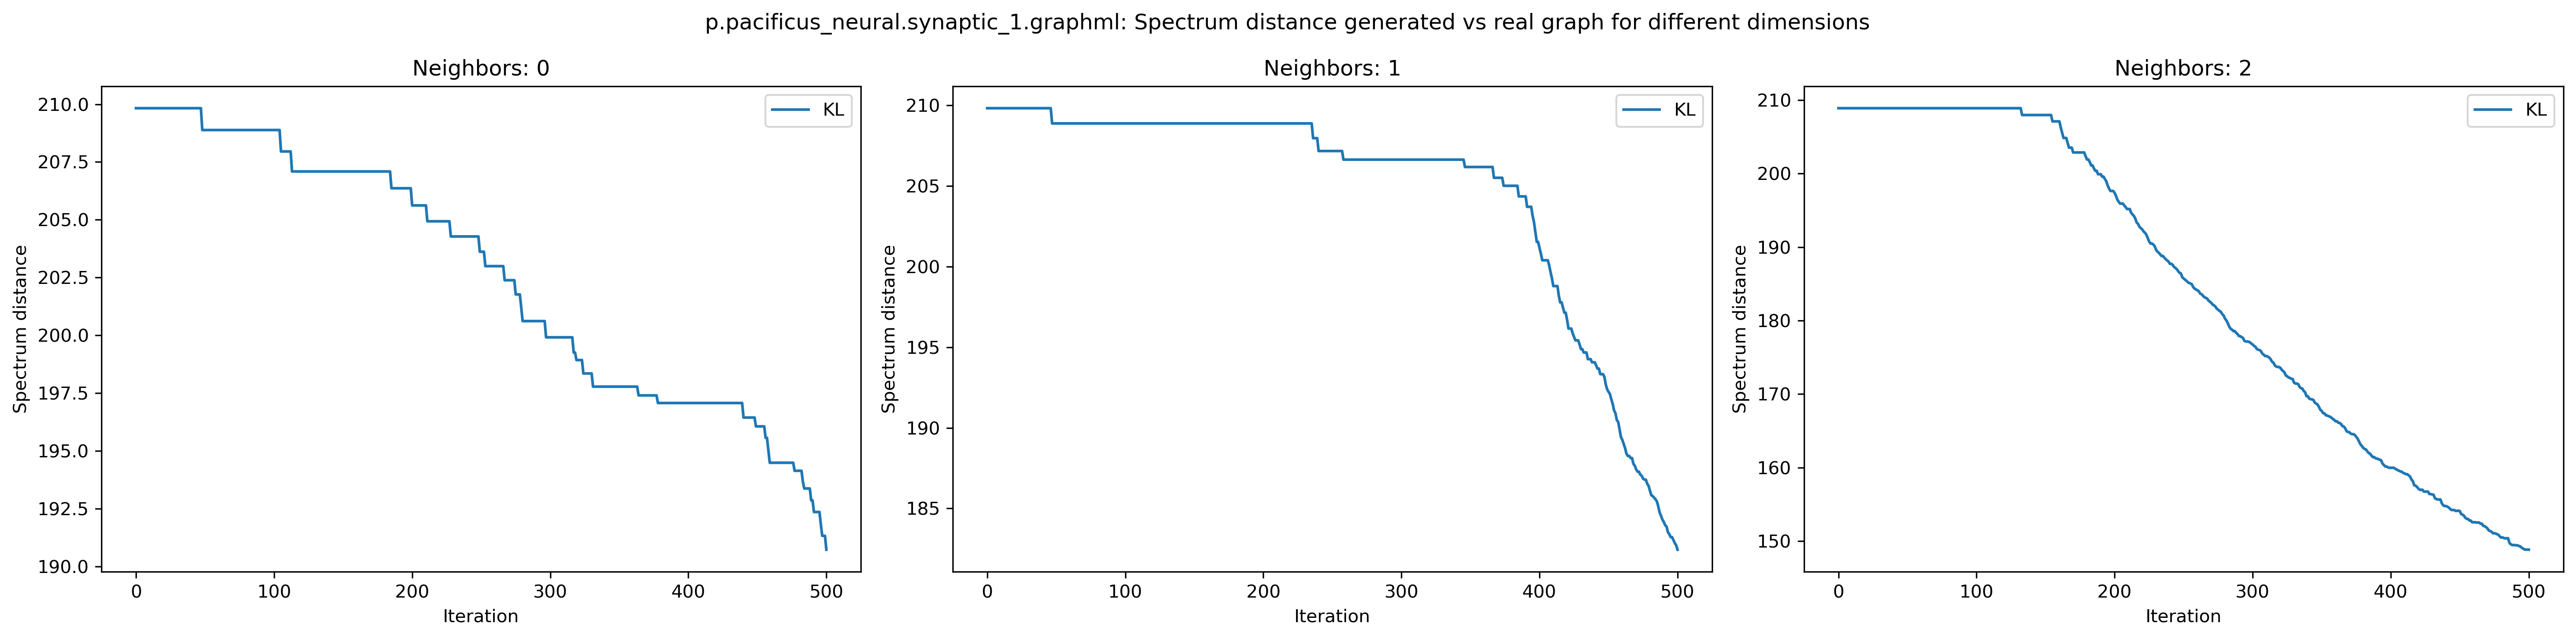 p.pacificus_neural.synaptic_1.graphml: Spectrum distance generated vs real graph for different dimensions
Neighbors: 0
KL
210.0
207.5
205.0
202.5
200.0
197.5
195.0
192.5
190.0
Spectrum distance
0 100 200 300 400 500
Iteration
Neighbors: 1
KL
210
205
200
195
190
185
Spectrum distance
0 100 200 300 400 500
Iteration
Neighbors: 2
KL
210
200
190
180
170
160
150
Spectrum distance
0 100 200 300 400 500
Iteration